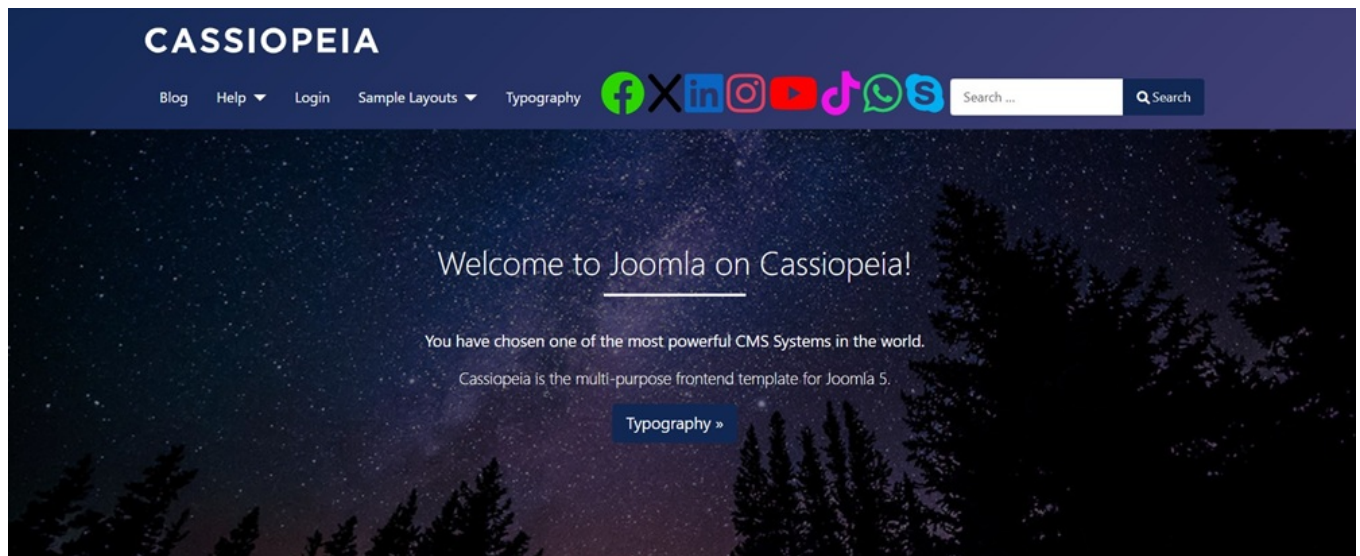 CASSIOPEIA
Blog Help Login Sample Layouts Typography in Search ... Search
Welcome to Joomla on Cassiopeia!
You have chosen one of the most powerful CMS Systems in the world.
Cassiopeia is the multi-purpose frontend template for Joomla 5.
Typography »